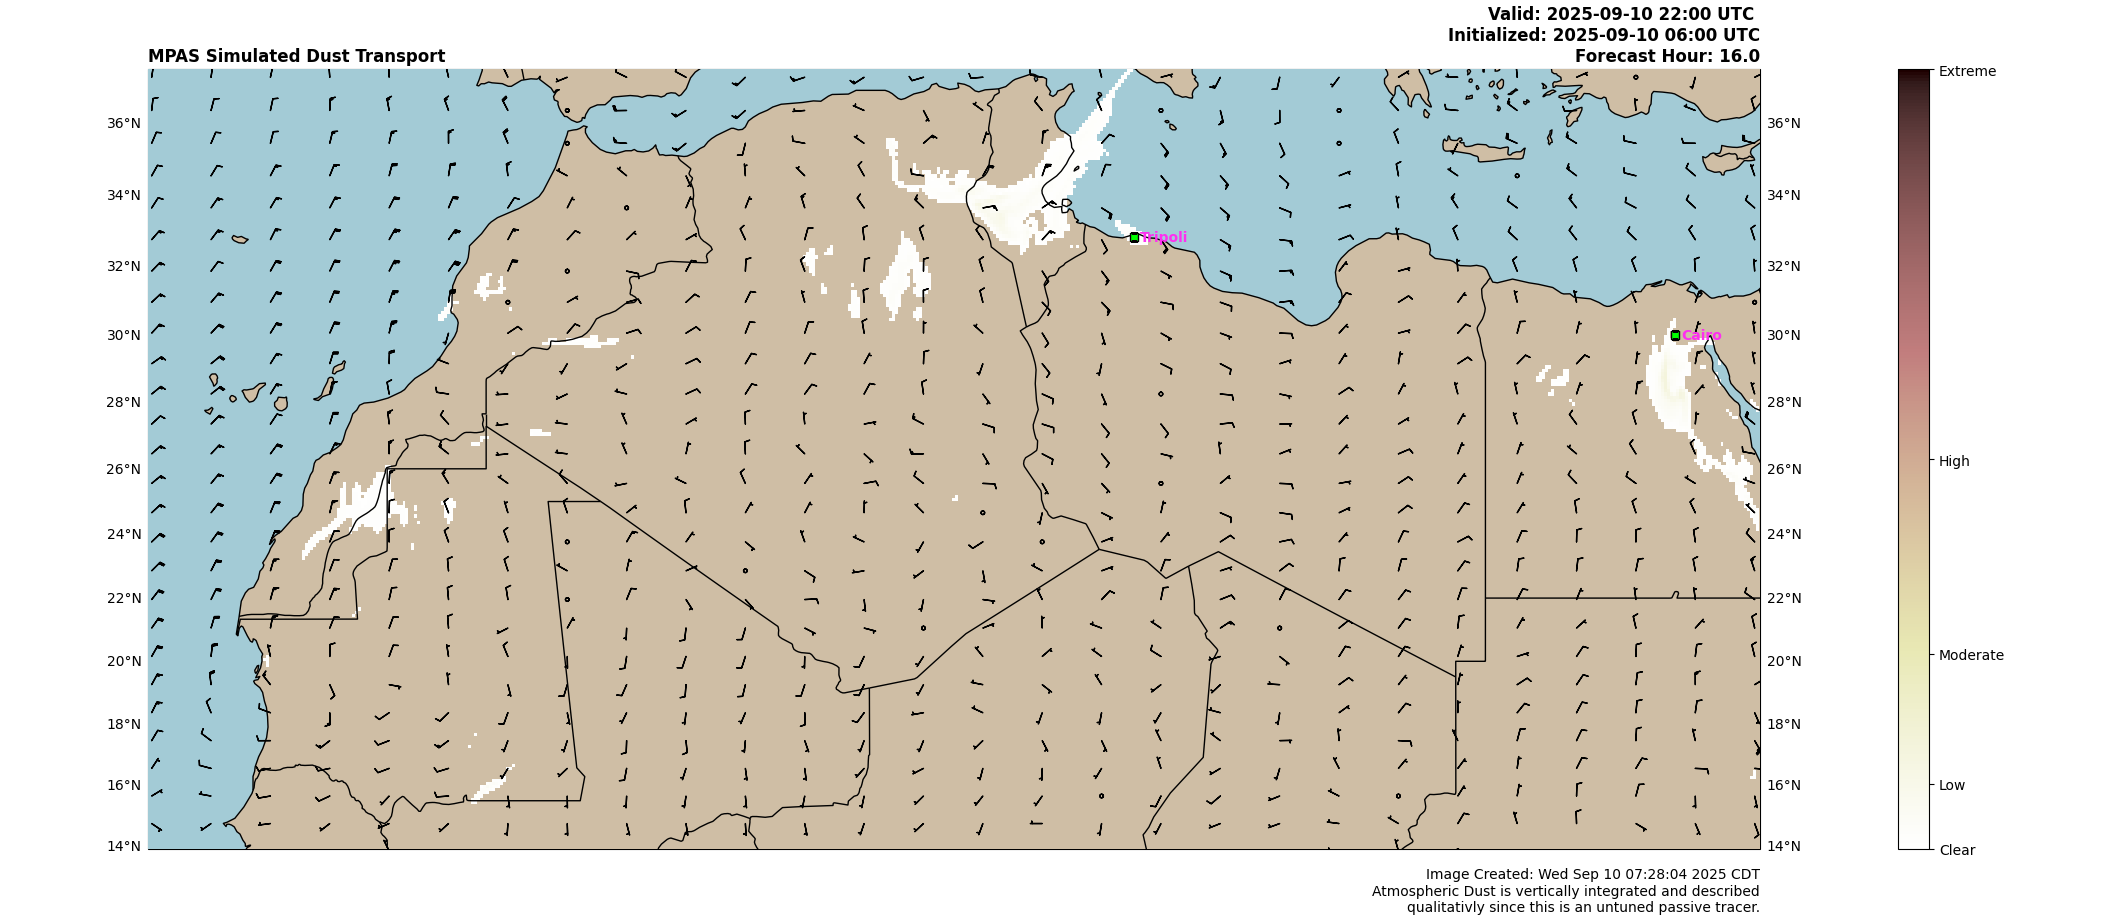 Valid: 2025-09-10 22:00 UTC
Initialized: 2025-09-10 06:00 UTC
MPAS Simulated Dust Transport
Forecast Hour: 16.0
Extreme
36°N
36°N
34°N
34°N
Tripoli
32°N
32°N
30°N
Cairo
30°N
28°N
28°N
High
26°N
26°N
24°N
24°N
22°N
22°N
Moderate
20°N
20°N
18°N
18°N
16°N
16°N
Low
14°N
14°N
Clear
Image Created: Wed Sep 10 07:28:04 2025 CDT
Atmospheric Dust is vertically integrated and described
qualitativly since this is an untuned passive tracer.